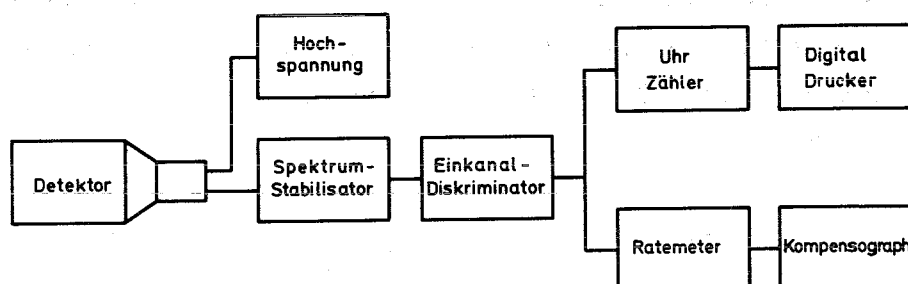 Hoch-
spannung
Uhr
Zähler
Digital
Drucker
Detektor
Spektrum-
Stabilisator
Einkanal-
Diskriminator
Ratemeter
Kompensograph